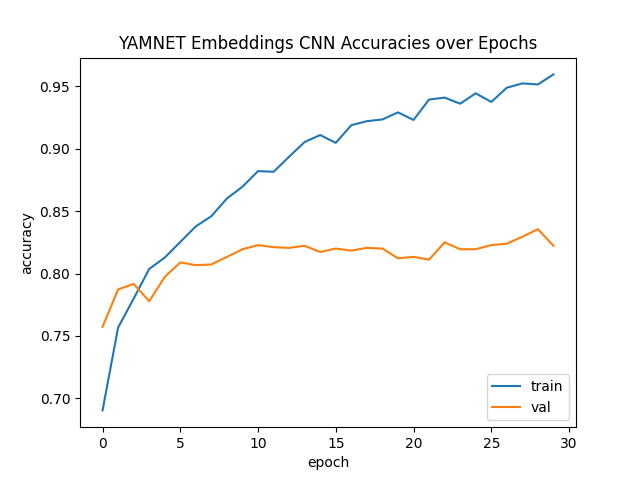 YAMNET Embeddings CNN Accuracies over Epochs
0.95
0.90
0.85
0.80
0.75
0.70
accuracy
0 5 10 15 20 25 30
epoch
train
val